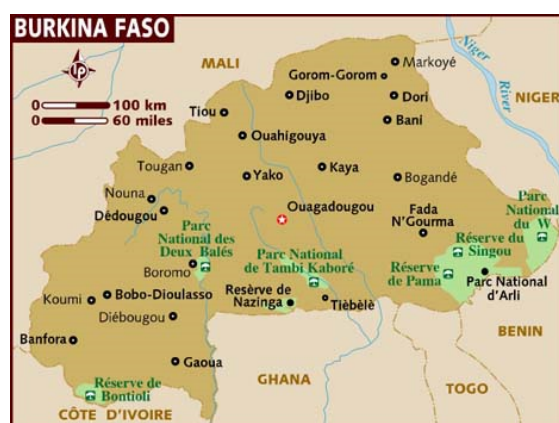 BURKINA FASO
lp
0 100 km
0 60 miles
MALI
Niger
River
NIGER
Markoyé
Gorom-Gorom
Djibo
Dori
Tiou
Bani
Ouahigouya
Tougan
Yako
Kaya
Bogandé
Nouna
Dédougou
Ouagadougou
Fada
N'Gourma
Parc
National
du W
Parc
National des
Deux Balés
Parc National
de Tambi Kaboré
Réserve du
Singou
Réserve
de Pama
Parc National
d'Arli
Boromo
Koumi
Bobo-Dioulasso
Resèrve de
Nazinga
Tiébèlè
Diébougou
Banfora
Gaoua
Réserve de
Bontioli
BENIN
GHANA
TOGO
CÔTE D'IVOIRE